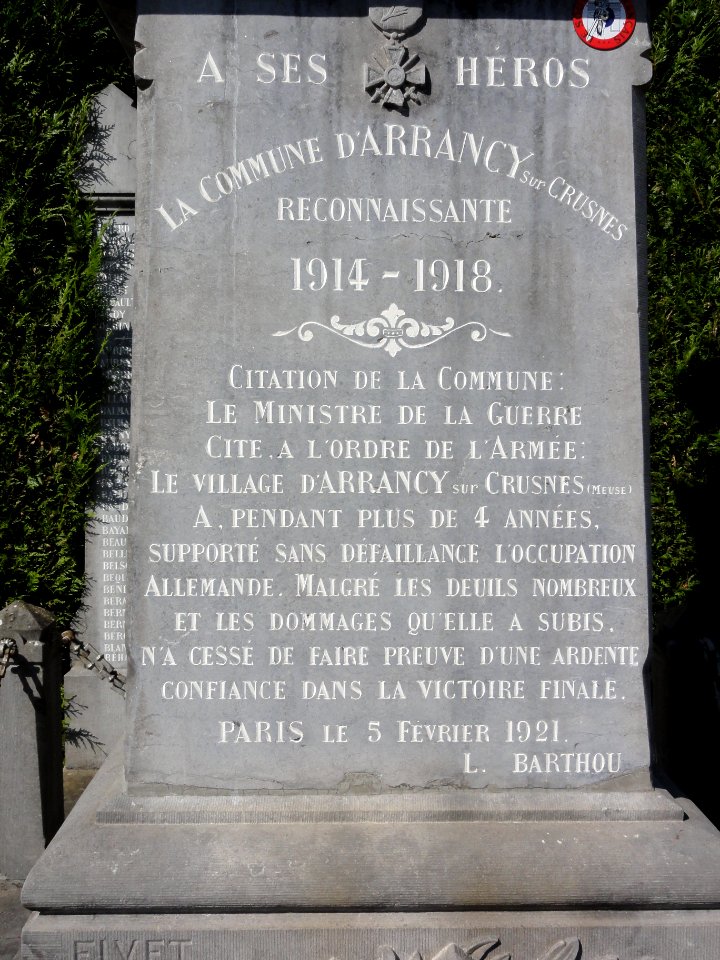 A SES HÉROS
LA COMMUNE D'ARRANCY sur CRUSNES
RECONNAISSANTE
1914 - 1918.
CITATION DE LA COMMUNE:
LE MINISTRE DE LA GUERRE
CITE, A L'ORDRE DE L'ARMÉE:
LE VILLAGE D'ARRANCY sur CRUSNES (MEUSE)
A, PENDANT PLUS DE 4 ANNÉES,
SUPPORTÉ SANS DÉFAILLANCE L'OCCUPATION
ALLEMANDE. MALGRÉ LES DEUILS NOMBREUX
ET LES DOMMAGES QU'ELLE A SUBIS,
N'A CESSÉ DE FAIRE PREUVE D'UNE ARDENTE
CONFIANCE DANS LA VICTOIRE FINALE.
PARIS LE 5 FÉVRIER 1921.
L. BARTHOU